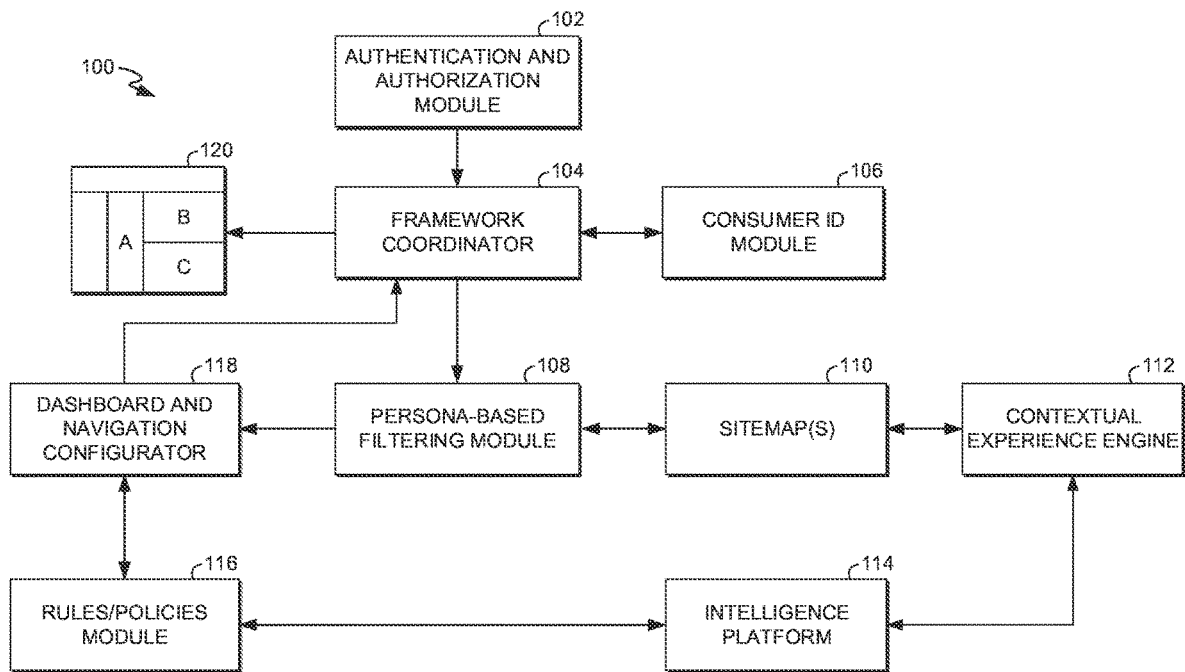 102
AUTHENTICATION AND
AUTHORIZATION
MODULE
100
120
A
B
C
104
FRAMEWORK
COORDINATOR
106
CONSUMER ID
MODULE
118
DASHBOARD AND
NAVIGATION
CONFIGURATOR
108
PERSONA-BASED
FILTERING MODULE
110
SITEMAP(S)
112
CONTEXTUAL
EXPERIENCE ENGINE
116
RULES/POLICIES
MODULE
114
INTELLIGENCE
PLATFORM